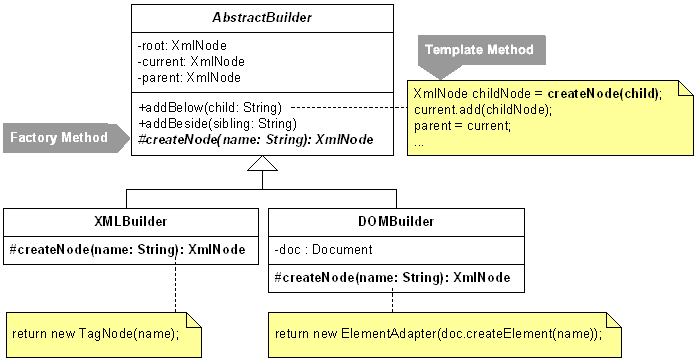 AbstractBuilder
-root: XmlNode
-current: XmlNode
-parent: XmlNode
+addBelow(child: String)
+addBeside(sibling: String)
#createNode(name: String): XmlNode
Template Method
XmlNode childNode = createNode(child);
current.add(childNode);
parent = current;
...
Factory Method
XMLBuilder
#createNode(name: String): XmlNode
DOMBuilder
-doc : Document
#createNode(name: String): XmlNode
return new TagNode(name);
return new ElementAdapter(doc.createElement(name));